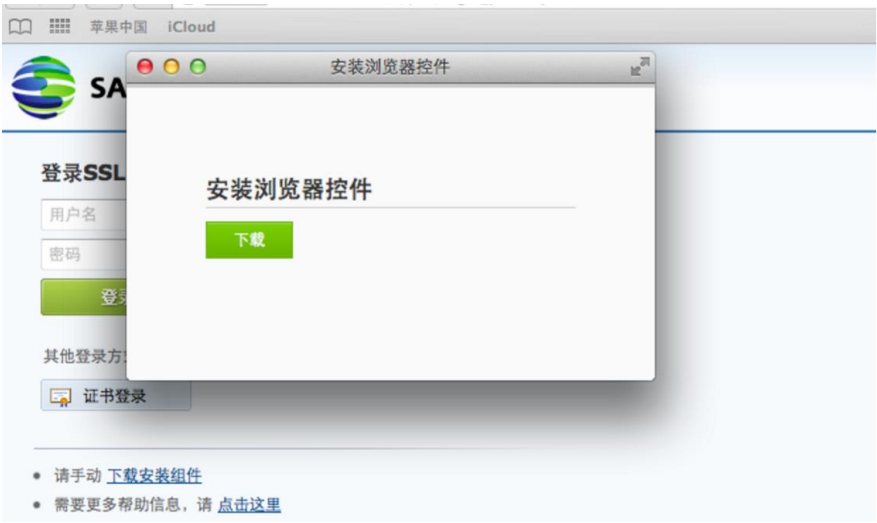 苹果中国 iCloud
安装浏览器控件
SA
登录SSL
安装浏览器控件
用户名
下载
密码
登录
其他登录方
证书登录
请手动 下载安装组件
需要更多帮助信息，请 点击这里